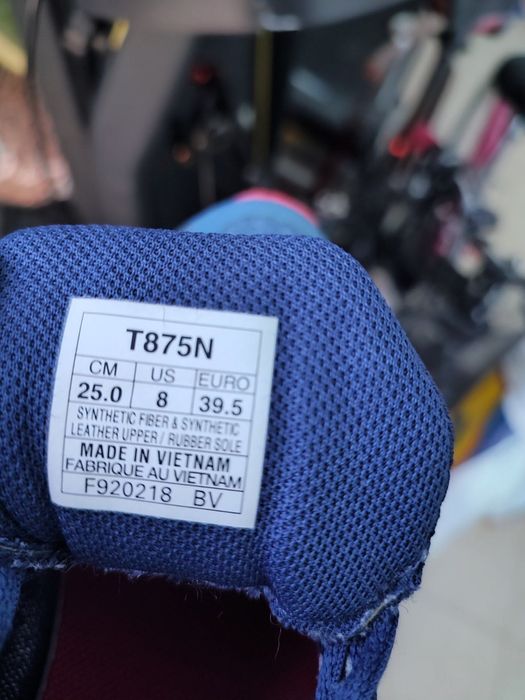 T875N
CM US EURO
25.0 8 39.5
SYNTHETIC FIBER & SYNTHETIC
LEATHER UPPER / RUBBER SOLE
MADE IN VIETNAM
FABRIQUE AU VIETNAM
F920218 BV